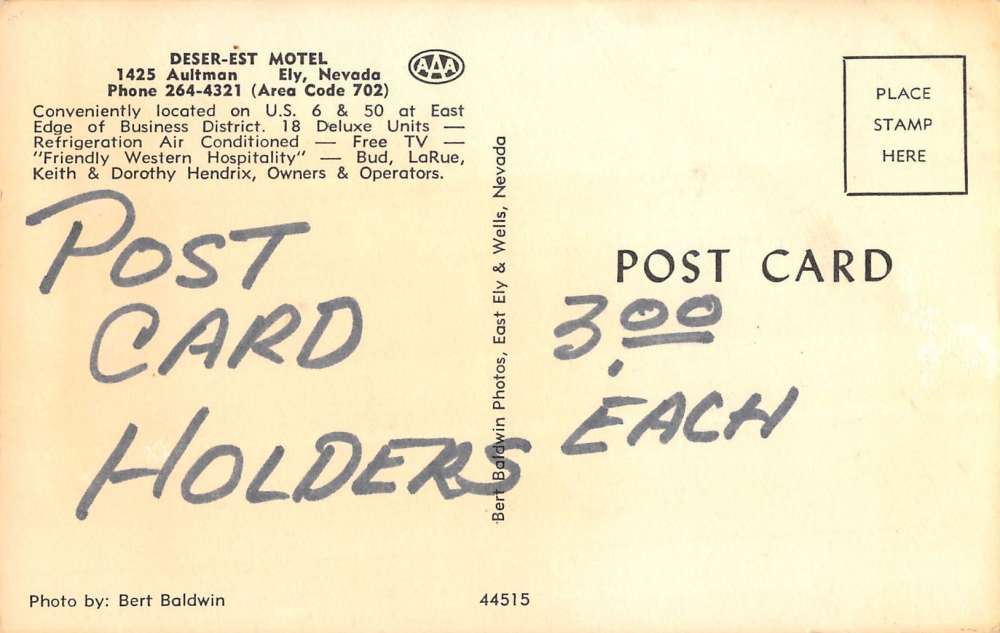 DESER-EST MOTEL
1425 Aultman Ely, Nevada
Phone 264-4321 (Area Code 702)
AAA
Conveniently located on U.S. 6 & 50 at East
Edge of Business District. 18 Deluxe Units —
Refrigeration Air Conditioned — Free TV —
"Friendly Western Hospitality" — Bud, LaRue,
Keith & Dorothy Hendrix, Owners & Operators.
POST
CARD
HOLDERS
Bert Baldwin Photos, East Ely & Wells, Nevada
PLACE
STAMP
HERE
POST CARD
3.00
EACH
Photo by: Bert Baldwin
44515